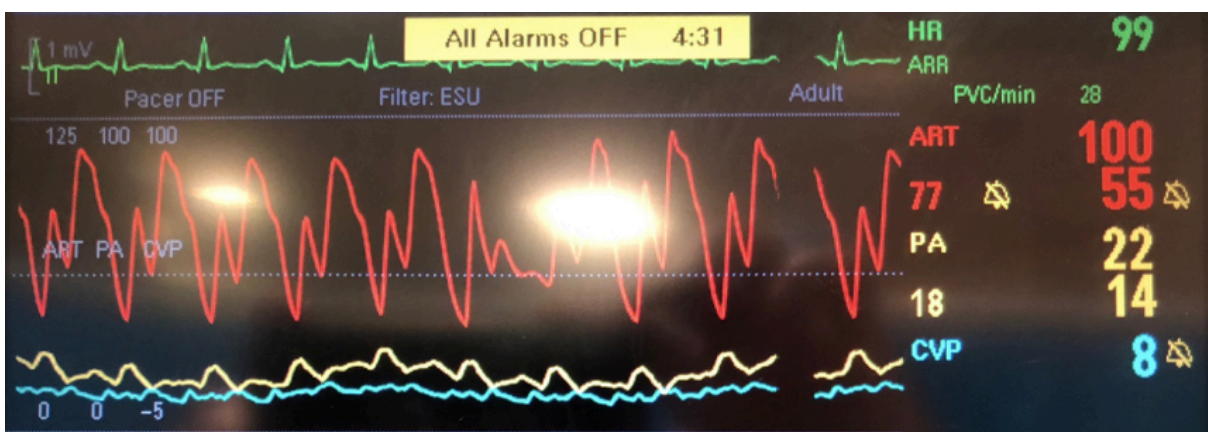 1 mV
All Alarms OFF 4:31
HR 99
ARR
Pacer OFF Filter: ESU Adult PVC/min 28
125 100 100
ART 100
77 55
ART PA CVP
PA 22
18 14
CVP 8
0 0 -5